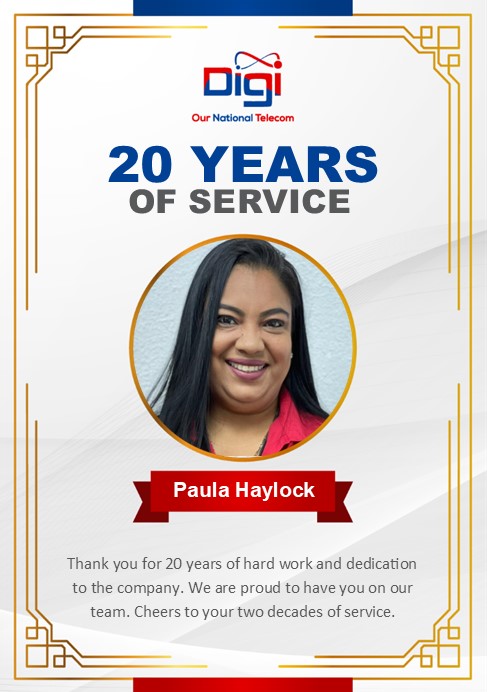 Digi
Our National Telecom
20 YEARS
OF SERVICE
Paula Haylock
Thank you for 20 years of hard work and dedication
to the company. We are proud to have you on our
team. Cheers to your two decades of service.